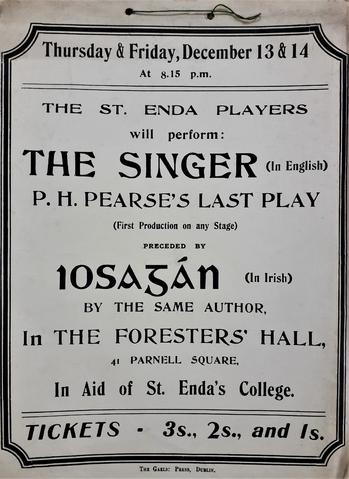 Thursday & Friday, December 13 & 14
At 8.15 p.m.
THE ST. ENDA PLAYERS
will perform:
THE SINGER (In English)
P. H. PEARSE'S LAST PLAY
(First Production on any Stage)
PRECEDED BY
IOSAGÁN (In Irish)
BY THE SAME AUTHOR,
In THE FORESTERS' HALL,
41 PARNELL SQUARE,
In Aid of St. Enda's College.
TICKETS - 3s., 2s., and 1s.
THE GAELIC PRESS, DUBLIN.